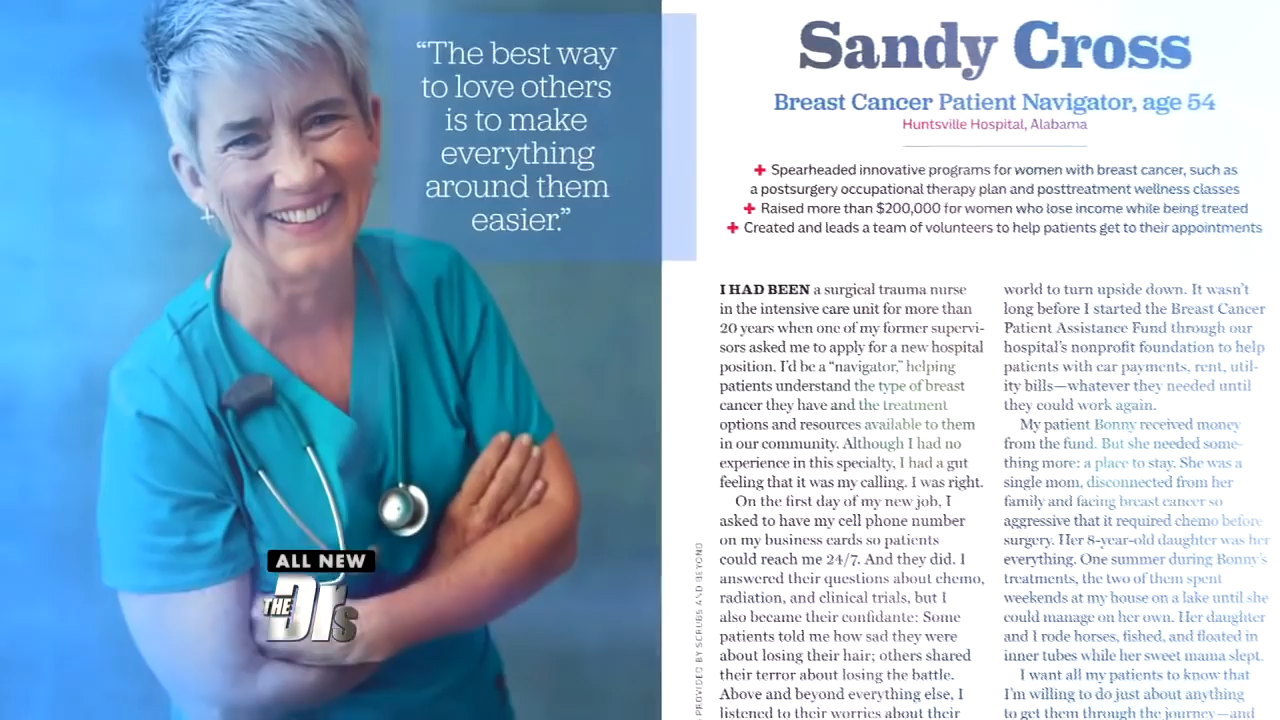 “The best way
to love others
is to make
everything
around them
easier.”
ALL NEW
THE
Drs
Sandy Cross
Breast Cancer Patient Navigator, age 54
Huntsville Hospital, Alabama
✚ Spearheaded innovative programs for women with breast cancer, such as
a postsurgery occupational therapy plan and posttreatment wellness classes
✚ Raised more than $200,000 for women who lose income while being treated
✚ Created and leads a team of volunteers to help patients get to their appointments
I HAD BEEN a surgical trauma nurse
in the intensive care unit for more than
20 years when one of my former supervi-
sors asked me to apply for a new hospital
position. I’d be a “navigator,” helping
patients understand the type of breast
cancer they have and the treatment
options and resources available to them
in our community. Although I had no
experience in this specialty, I had a gut
feeling that it was my calling. I was right.
On the first day of my new job, I
asked to have my cell phone number
on my business cards so patients
could reach me 24/7. And they did. I
answered their questions about chemo,
radiation, and clinical trials, but I
also became their confidante: Some
patients told me how sad they were
about losing their hair; others shared
their terror about losing the battle.
Above and beyond everything else, I
listened to their worries about their
world to turn upside down. It wasn’t
long before I started the Breast Cancer
Patient Assistance Fund through our
hospital’s nonprofit foundation to help
patients with car payments, rent, util-
ity bills—whatever they needed until
they could work again.
My patient Bonny received money
from the fund. But she needed some-
thing more: a place to stay. She was a
single mom, disconnected from her
family and facing breast cancer so
aggressive that it required chemo before
surgery. Her 8-year-old daughter was her
everything. One summer during Bonny’s
treatments, the two of them spent
weekends at my house on a lake until she
could manage on her own. Her daughter
and I rode horses, fished, and floated in
inner tubes while her sweet mama slept.
I want all my patients to know that
I’m willing to do just about anything
to get them through the journey—and
PROVIDED BY SCRUBS AND BEYOND